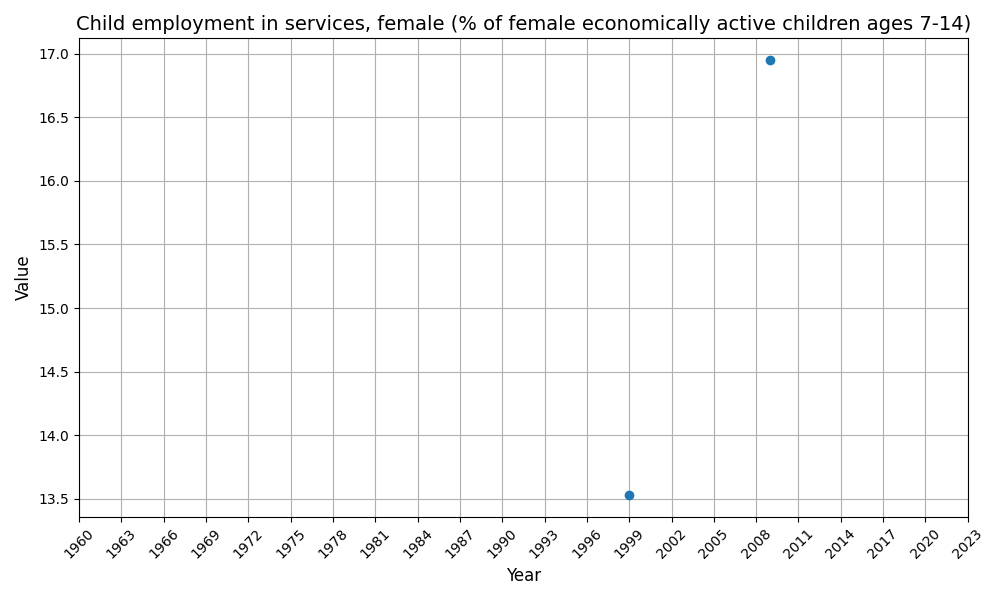 Child employment in services, female (% of female economically active children ages 7-14)
Value
17.0
16.5
16.0
15.5
15.0
14.5
14.0
13.5
1960 1963 1966 1969 1972 1975 1978 1981 1984 1987 1990 1993 1996 1999 2002 2005 2008 2011 2014 2017 2020 2023
Year